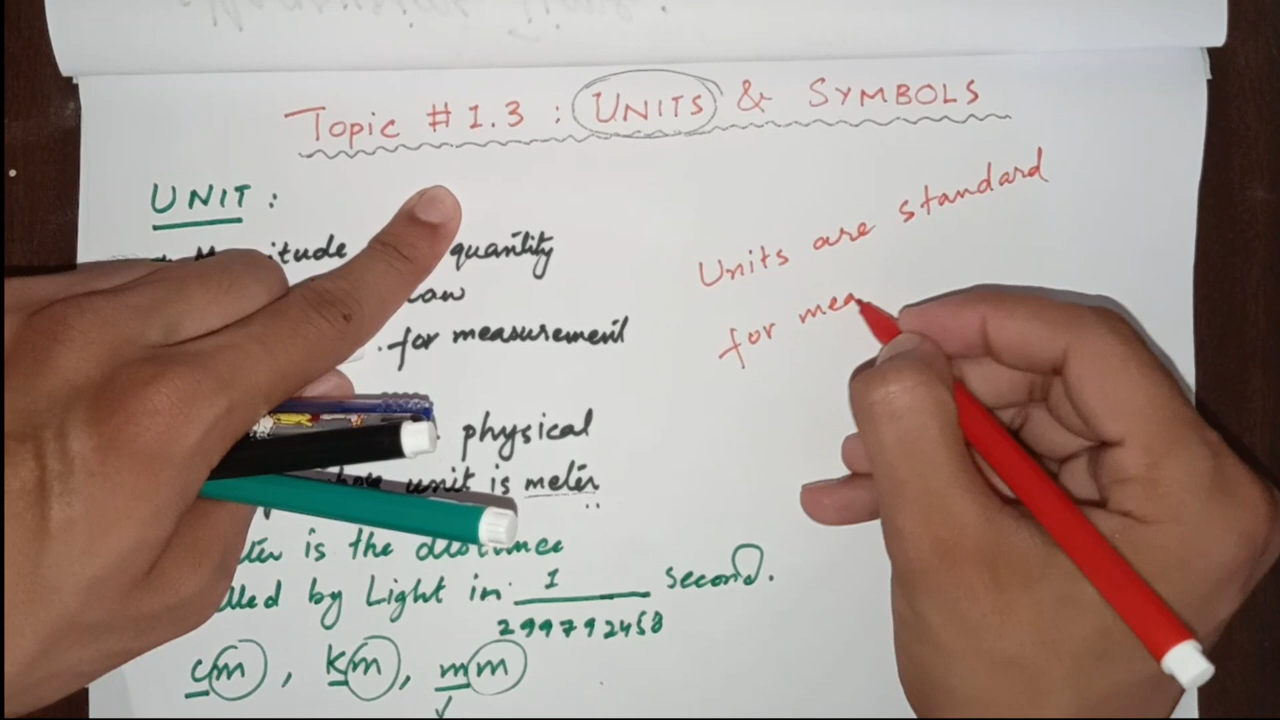 Topic # 1.3 : UNITS & SYMBOLS
UNIT :
quantity
for measurement
physical
unit is meter
is the distance
by Light in 1/299792458 second.
cm, km, mm
Units are standard
for mea